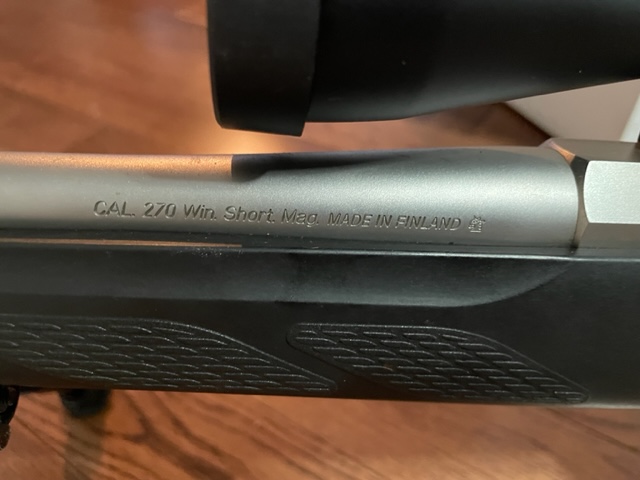 CAL. 270 Win. Short. Mag. MADE IN FINLAND